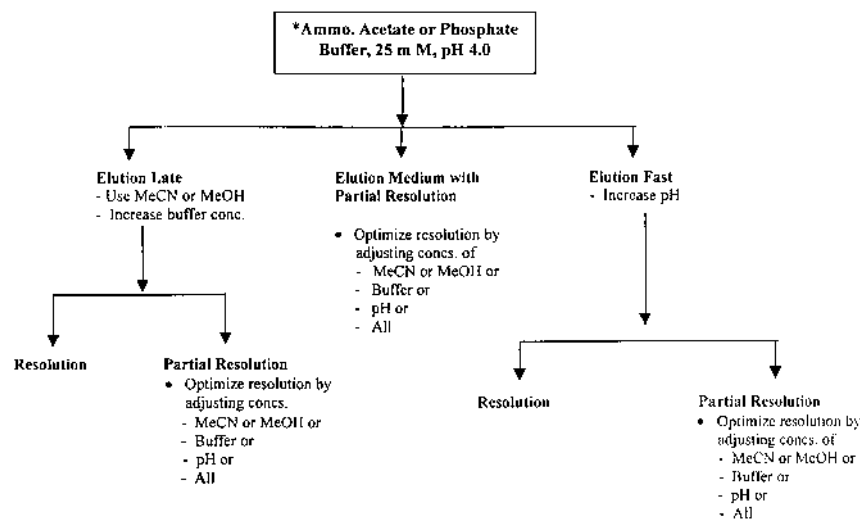 *Ammo. Acetate or Phosphate
Buffer, 25 m M, pH 4.0
Elution Late
- Use MeCN or MeOH
- Increase buffer conc.
Elution Medium with
Partial Resolution
• Optimize resolution by
adjusting concs. of
- MeCN or MeOH or
- Buffer or
- pH or
- All
Elution Fast
- Increase pH
Resolution
Partial Resolution
• Optimize resolution by
adjusting concs.
- MeCN or MeOH or
- Buffer or
- pH or
- All
Resolution
Partial Resolution
• Optimize resolution by
adjusting concs. of
- MeCN or MeOH or
- Buffer or
- pH or
- All